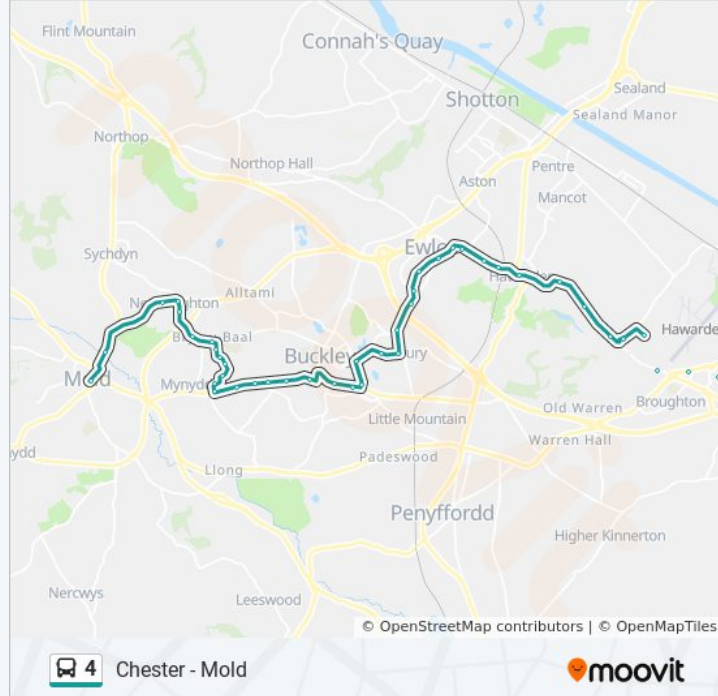 Flint Mountain
Connah's Quay
Shotton
Sealand
Sealand Manor
Northop
Northop Hall
Pentre
Aston
Mancot
Sychdyn
Alltami
Buckley
Mold
Hawarde
Broughton
Little Mountain
Old Warren
Warren Hall
Padeswood
Llong
Penyffordd
Higher Kinnerton
Nercwys
Leeswood
© OpenStreetMap contributors | © OpenMapTiles
4 Chester - Mold
moovit